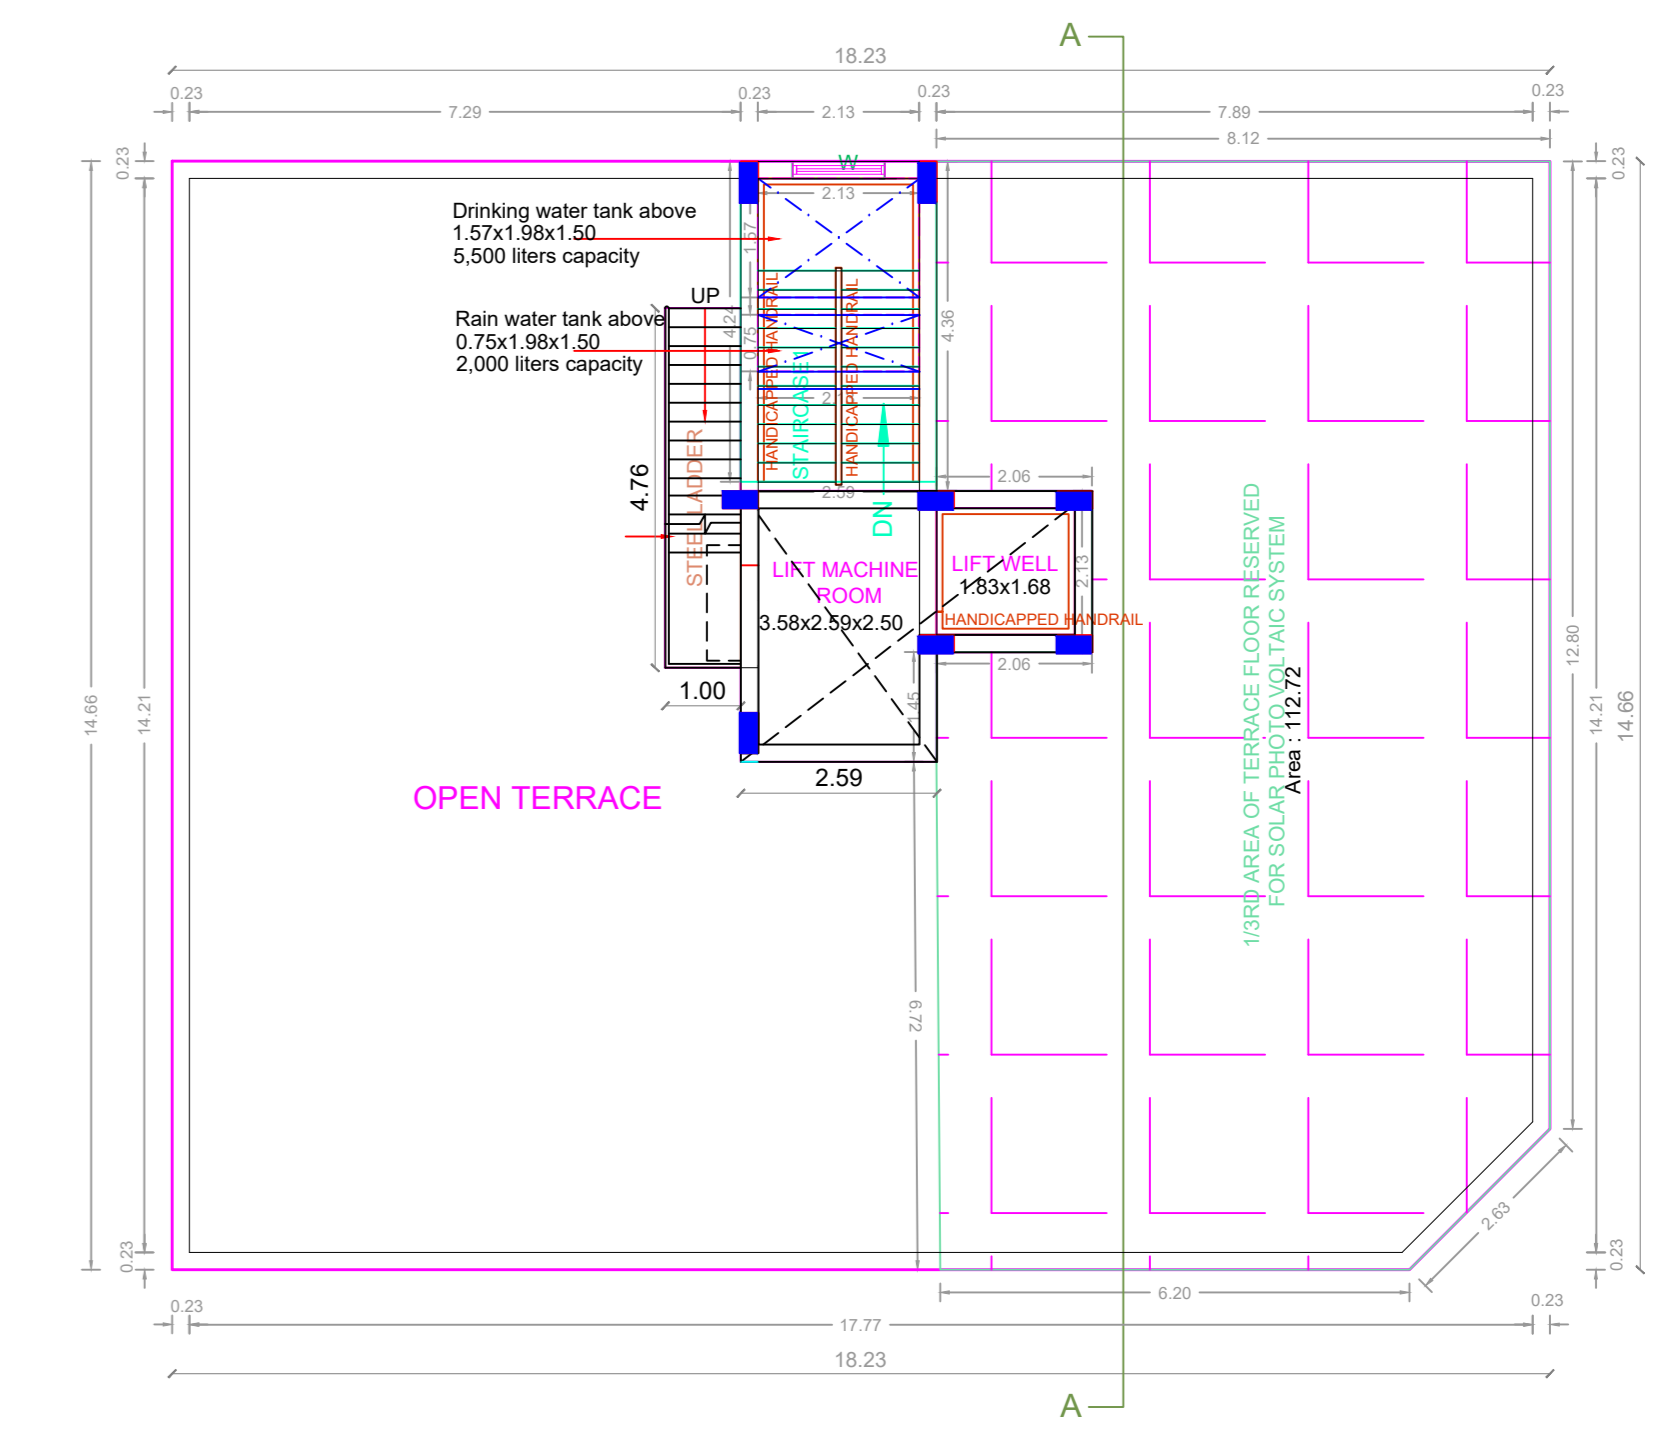 A
18.23
0.23
0.23
0.23
0.23
7.29
2.13
7.89
8.12
0.23
0.23
W
2.13
Drinking water tank above
1.57x1.98x1.50
5,500 liters capacity
1.57
UP
Rain water tank above
0.75x1.98x1.50
2,000 liters capacity
4.24
0.75
4.36
HANDICAPPED HANDRAIL
HANDICAPPED HANDRAIL
STAIRCASE1
STEEL LADDER
4.76
2.59
DN
2.06
LIFT MACHINE
ROOM
3.58x2.59x2.50
LIFT WELL
1.83x1.68
2.13
HANDICAPPED HANDRAIL
2.06
1/3RD AREA OF TERRACE FLOOR RESERVED
FOR SOLAR PHOTO VOLTAIC SYSTEM
Area : 112.72
12.80
14.66
14.21
14.21
14.66
1.00
1.45
2.59
OPEN TERRACE
6.72
2.63
0.23
0.23
6.20
0.23
0.23
17.77
18.23
A